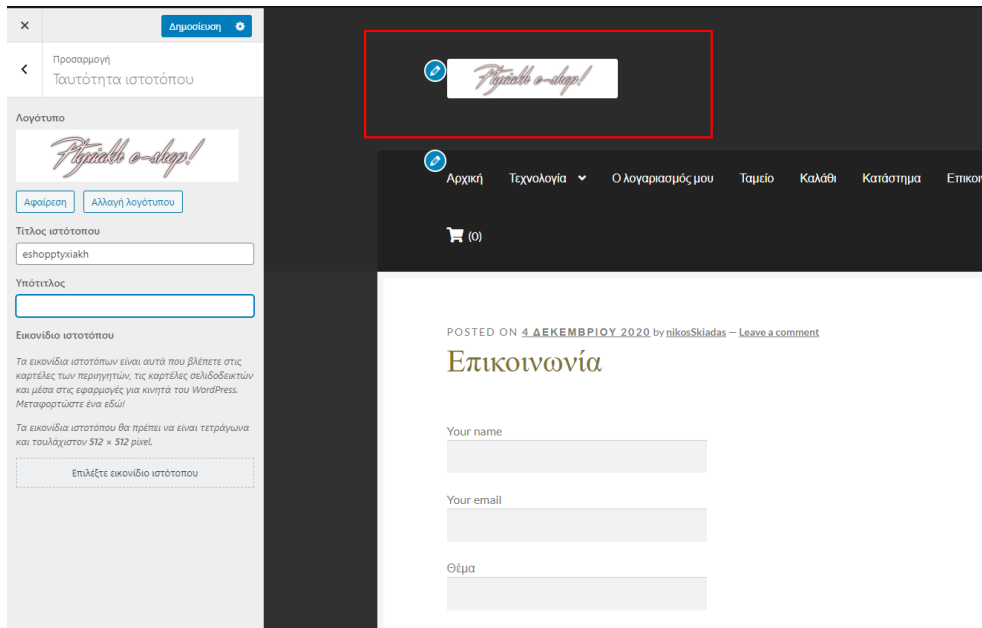 Δημοσίευση
Προσαρμογή
Ταυτότητα ιστοτόπου
Λογότυπο
Ptyxiakh e-shop!
Αφαίρεση
Αλλαγή λογότυπου
Τίτλος ιστότοπου
eshopptyxiakh
Υπότιτλος
Εικονίδιο ιστοτόπου
Τα εικονίδια ιστοτόπων είναι αυτά που βλέπετε στις
καρτέλες των περιηγητών, τις καρτέλες σελιδοδεικτών
και μέσα στις εφαρμογές για κινητά του WordPress.
Μεταφορτώστε ένα εδώ!
Τα εικονίδια ιστοτόπου θα πρέπει να είναι τετράγωνα
και τουλάχιστον 512 × 512 pixel.
Επιλέξτε εικονίδιο ιστότοπου
Ptyxiakh e-shop!
Αρχική Τεχνολογία Ο λογαριασμός μου Ταμείο Καλάθι Κατάστημα
(0)
POSTED ON 4 ΔΕΚΕΜΒΡΊΟΥ 2020 by nikosSkiadas — Leave a comment
Επικοινωνία
Your name
Your email
Θέμα